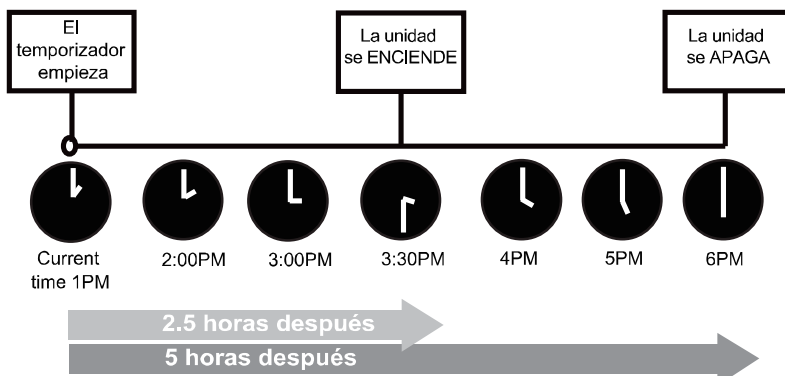 El
temporizador
empieza
La unidad
se ENCIENDE
La unidad
se APAGA
Current
time 1PM
2:00PM
3:00PM
3:30PM
4PM
5PM
6PM
2.5 horas después
5 horas después